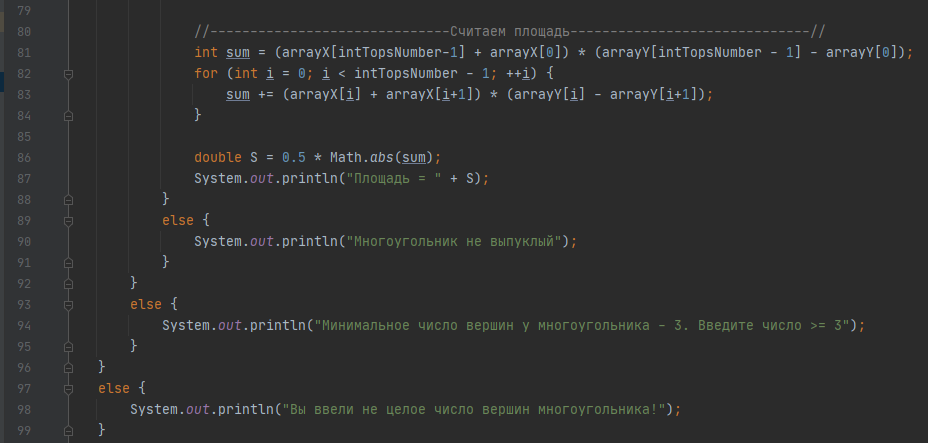 79
80 //------------------------------Считаем площадь------------------------------//
81 int sum = (arrayX[intTopsNumber-1] + arrayX[0]) * (arrayY[intTopsNumber - 1] - arrayY[0]);
82 for (int i = 0; i < intTopsNumber - 1; ++i) {
83 sum += (arrayX[i] + arrayX[i+1]) * (arrayY[i] - arrayY[i+1]);
84 }
85
86 double S = 0.5 * Math.abs(sum);
87 System.out.println("Площадь = " + S);
88 }
89 else {
90 System.out.println("Многоугольник не выпуклый");
91 }
92 }
93 else {
94 System.out.println("Минимальное число вершин у многоугольника - 3. Введите число >= 3");
95 }
96 }
97 else {
98 System.out.println("Вы ввели не целое число вершин многоугольника!");
99 }